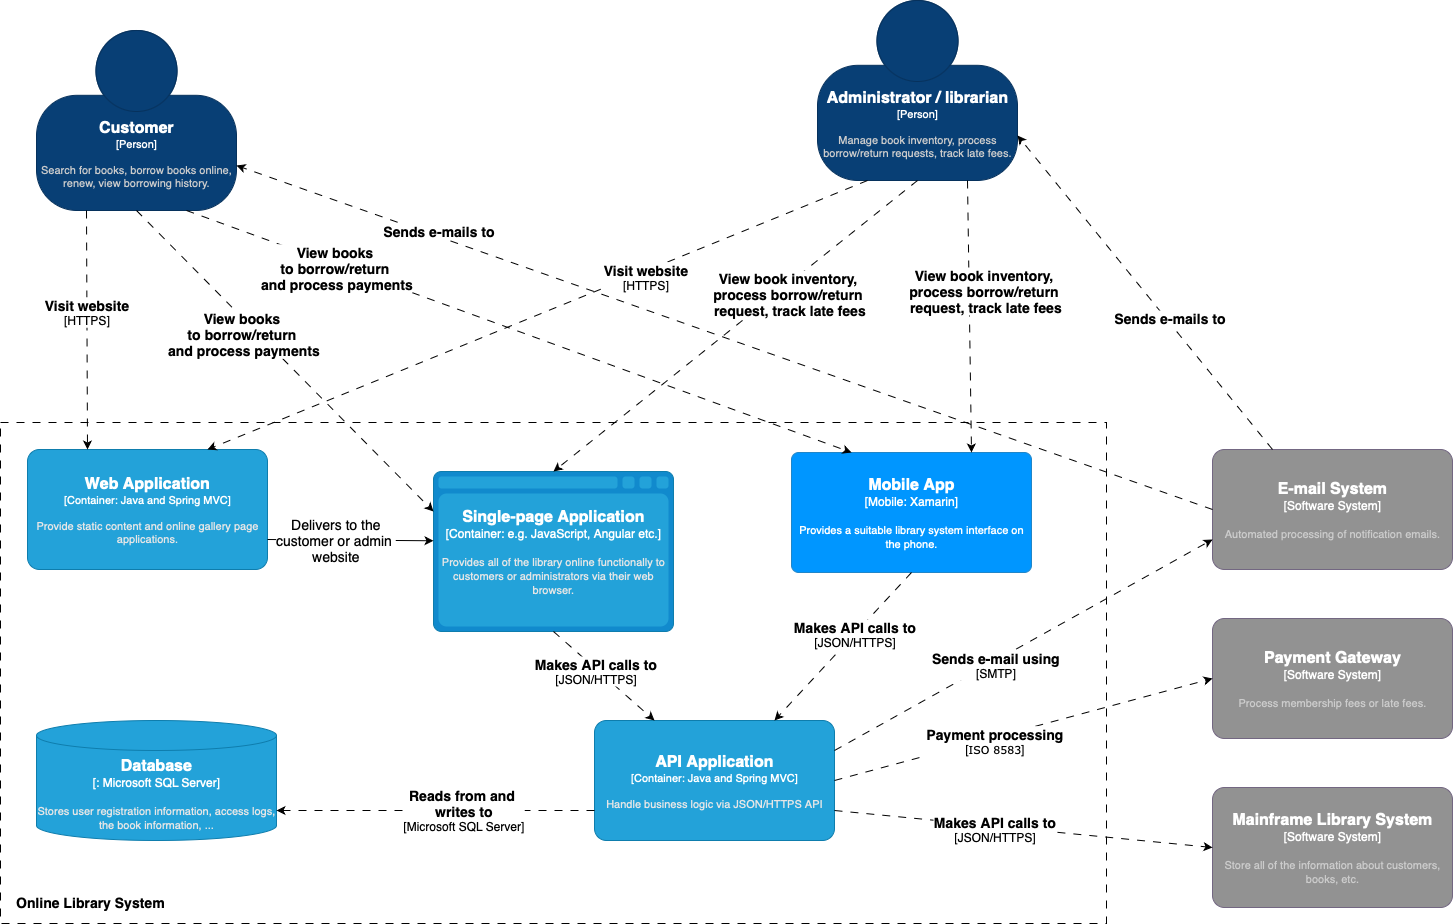 Customer
[Person]
Search for books, borrow books online,
renew, view borrowing history.
Administrator / librarian
[Person]
Manage book inventory, process
borrow/return requests, track late fees.
Sends e-mails to
View books
to borrow/return
and process payments
Visit website
[HTTPS]
View book inventory,
process borrow/return
request, track late fees
View book inventory,
process borrow/return
request, track late fees
Visit website
[HTTPS]
View books
to borrow/return
and process payments
Sends e-mails to
Web Application
[Container: Java and Spring MVC]
Provide static content and online gallery page
applications.
Delivers to the
customer or admin
website
Single-page Application
[Container: e.g. JavaScript, Angular etc.]
Provides all of the library online functionally to
customers or administrators via their web
browser.
Mobile App
[Mobile: Xamarin]
Provides a suitable library system interface on
the phone.
E-mail System
[Software System]
Automated processing of notification emails.
Makes API calls to
[JSON/HTTPS]
Makes API calls to
[JSON/HTTPS]
Sends e-mail using
[SMTP]
Payment Gateway
[Software System]
Process membership fees or late fees.
Payment processing
[ISO 8583]
Database
[: Microsoft SQL Server]
Stores user registration information, access logs,
the book information, ...
Reads from and
writes to
[Microsoft SQL Server]
API Application
[Container: Java and Spring MVC]
Handle business logic via JSON/HTTPS API
Makes API calls to
[JSON/HTTPS]
Mainframe Library System
[Software System]
Store all of the information about customers,
books, etc.
Online Library System